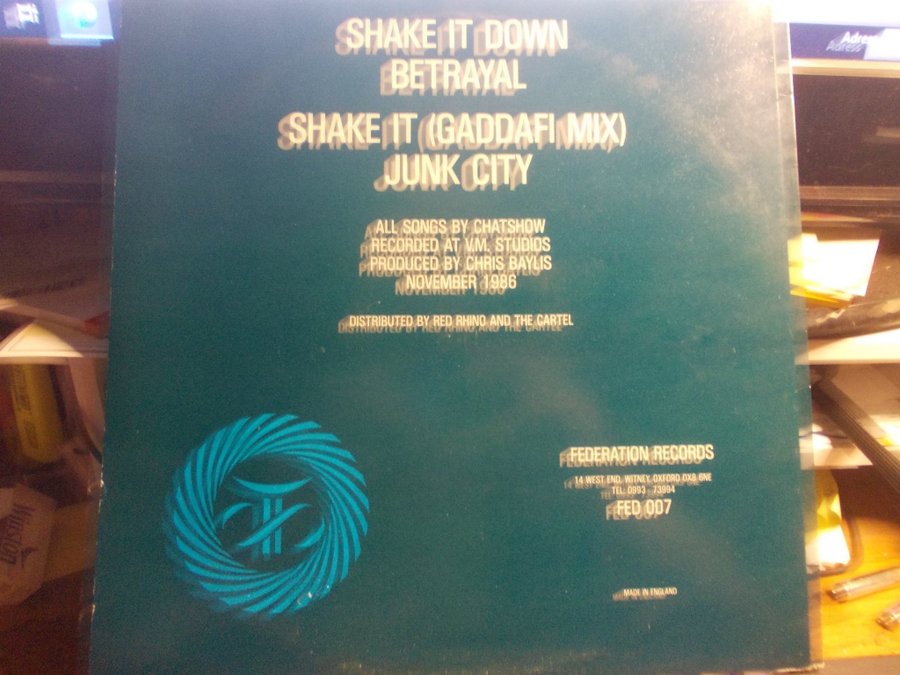 Adress
SHAKE IT DOWN
BETRAYAL
SHAKE IT (GADDAFI MIX)
JUNK CITY
ALL SONGS BY CHATSHOW
RECORDED AT V.M. STUDIOS
PRODUCED BY CHRIS BAYLIS
NOVEMBER 1986
DISTRIBUTED BY RED RHINO AND THE CARTEL
FEDERATION RECORDS
14 WEST END, WITNEY, OXFORD OX8 6NE
TEL: 0993 - 73994
FED 007
MADE IN ENGLAND
Winston